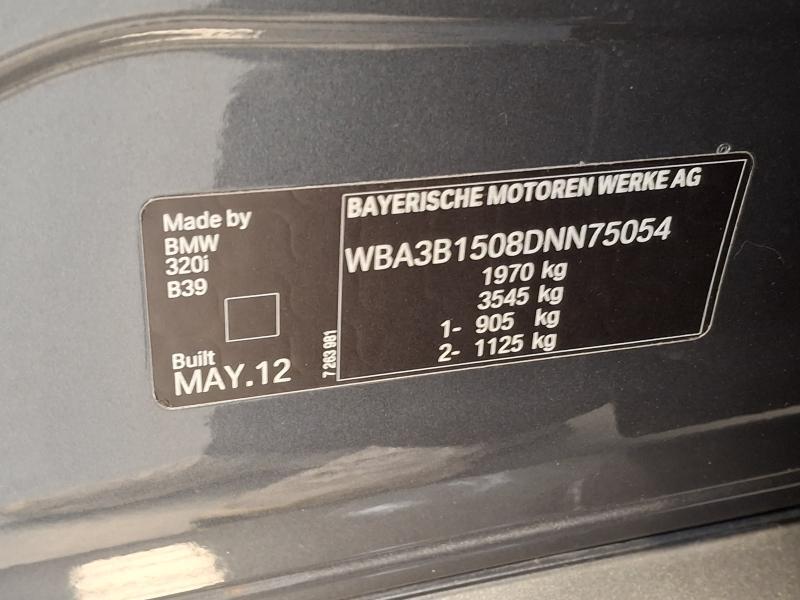 Made by
BMW
320i
B39
Built
MAY.12
7 263 981
BAYERISCHE MOTOREN WERKE AG
WBA3B1508DNN75054
1970 kg
3545 kg
1- 905 kg
2- 1125 kg